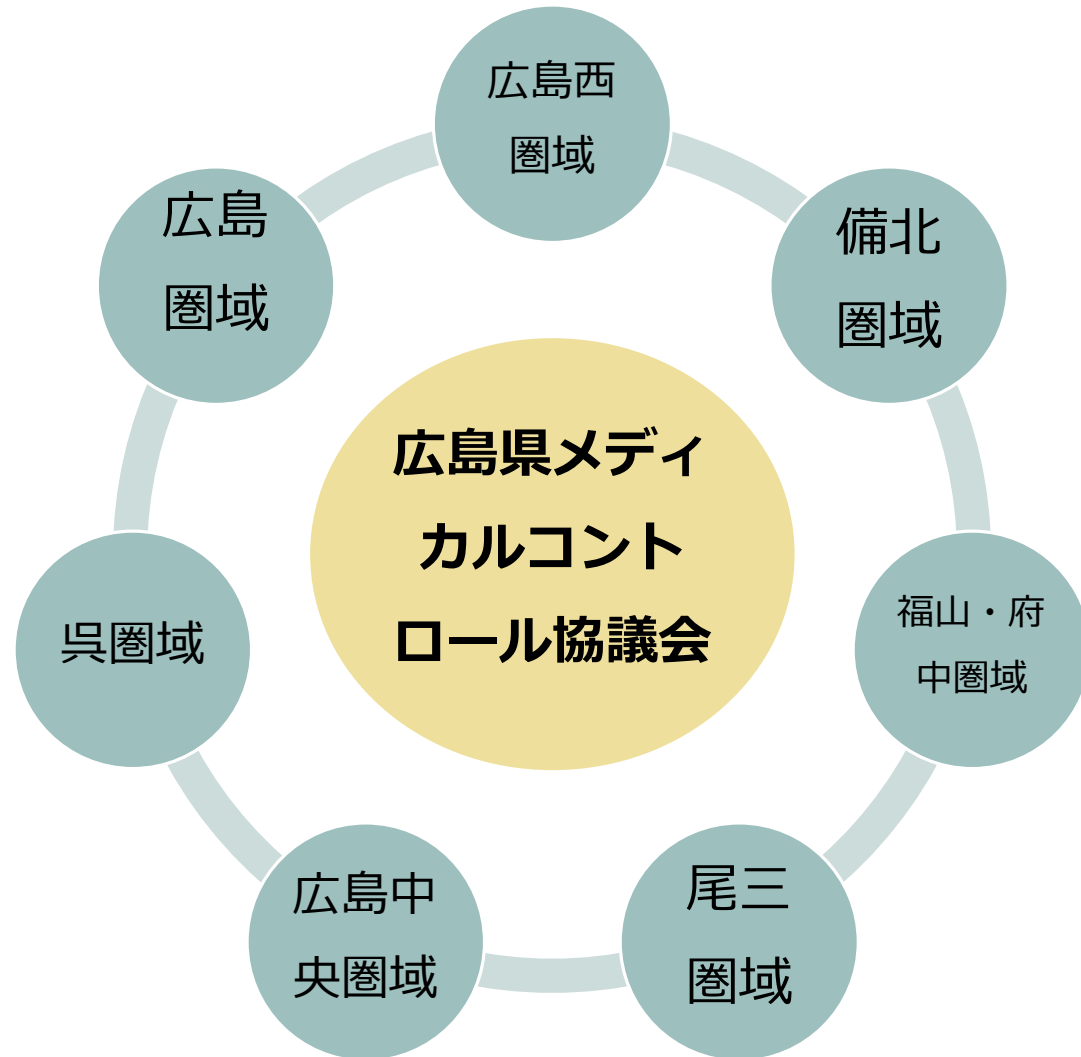 広島西
圏域
広島
圏域
備北
圏域
広島県メディ
カルコント
ロール協議会
呉圏域
福山・府
中圏域
広島中
央圏域
尾三
圏域